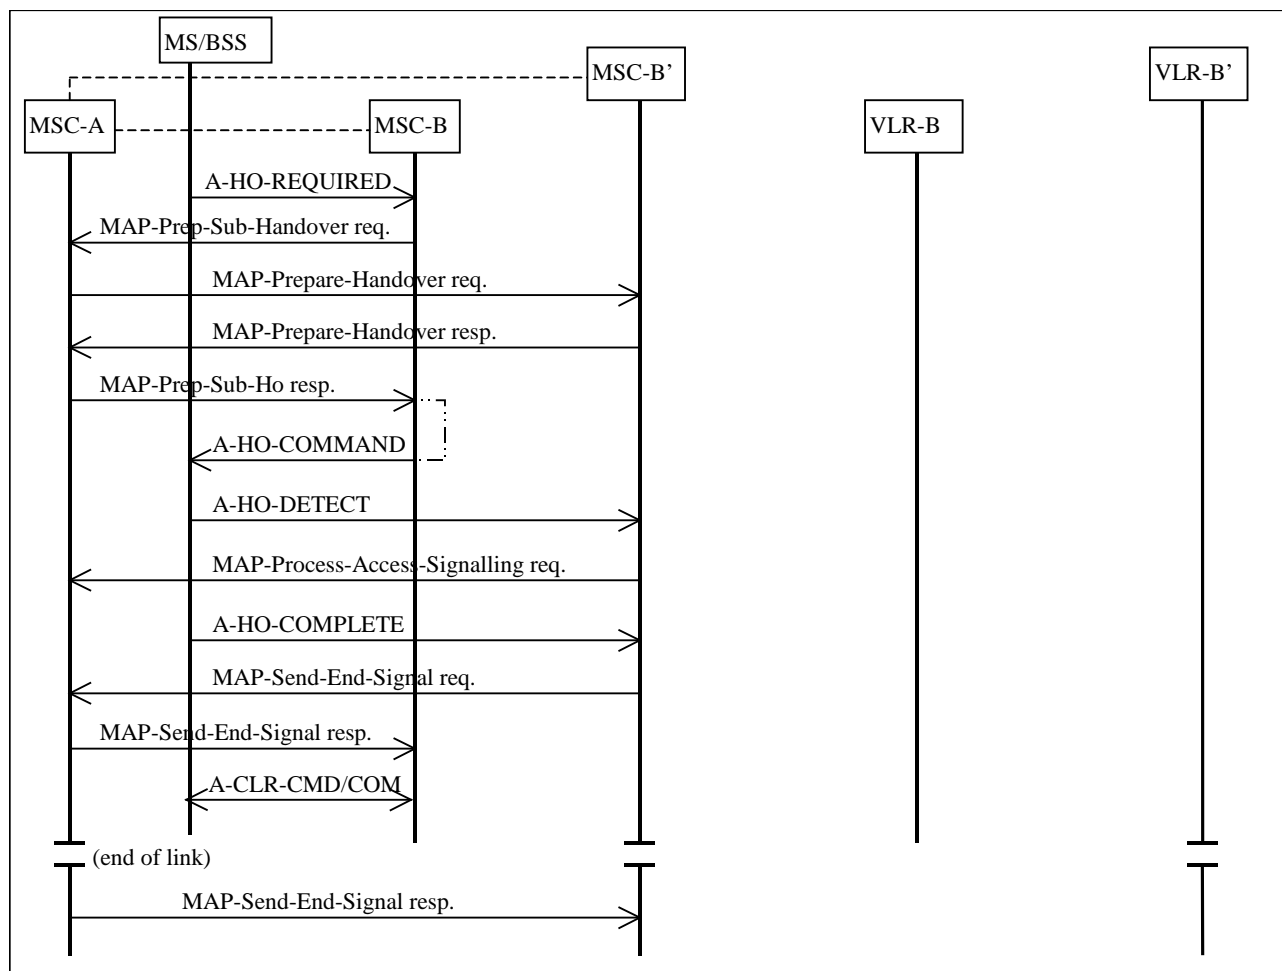 MS/BSS
MSC-B’
VLR-B’
MSC-A
MSC-B
VLR-B
A-HO-REQUIRED
MAP-Prep-Sub-Handover req.
MAP-Prepare-Handover req.
MAP-Prepare-Handover resp.
MAP-Prep-Sub-Ho resp.
A-HO-COMMAND
A-HO-DETECT
MAP-Process-Access-Signalling req.
A-HO-COMPLETE
MAP-Send-End-Signal req.
MAP-Send-End-Signal resp.
A-CLR-CMD/COM
(end of link)
MAP-Send-End-Signal resp.